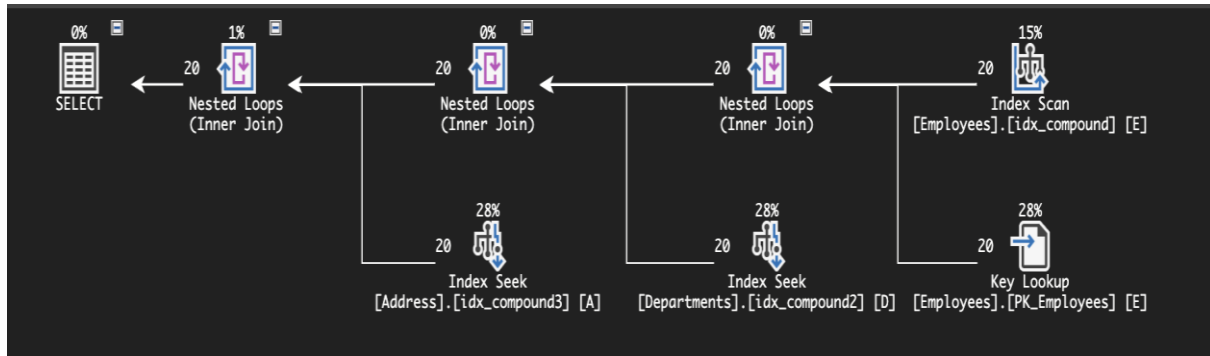 0%
1%
0%
0%
15%
20
20
20
20
SELECT
Nested Loops
(Inner Join)
Nested Loops
(Inner Join)
Nested Loops
(Inner Join)
Index Scan
[Employees].[idx_compound] [E]
28%
28%
28%
20
20
20
Index Seek
[Address].[idx_compound3] [A]
Index Seek
[Departments].[idx_compound2] [D]
Key Lookup
[Employees].[PK_Employees] [E]